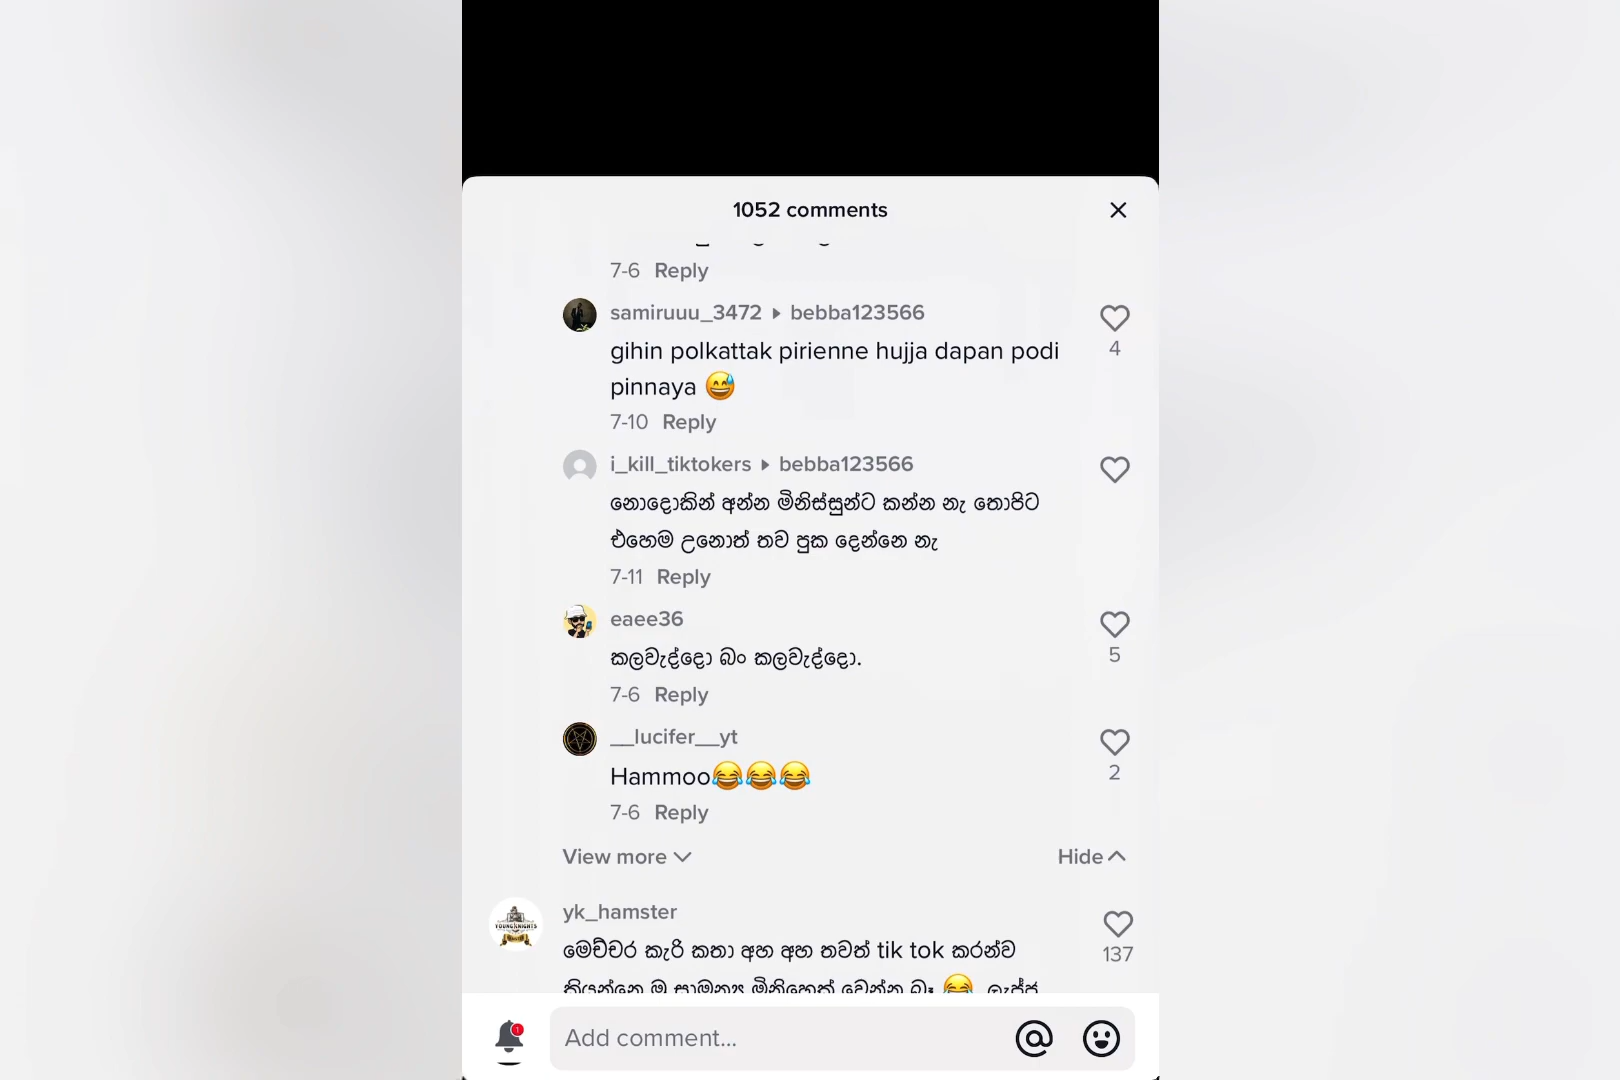 1052 comments
7-6 Reply
samiruuu_3472 bebba123566
gihin polkattak pirienne hujja dapan podi
4
pinnaya 😅
7-10 Reply
i_kill_tiktokers bebba123566
නොදොකින් අන්න මිනිස්සුන්ට කන්න නැ තොපිට
එහෙම උනොත් තව පුක දෙන්නෙ නැ
7-11 Reply
eaee36
කලවැද්දො බං කලවැද්දො.
5
7-6 Reply
__lucifer__yt
Hammoo😂😂😂
2
7-6 Reply
View more Hide
yk_hamster
මෙච්චර කැරි කතා අහ අහ තවත් tik tok කරන්ව
137
තියන්නෙ ම සාමන්‍ය මිනිහෙක් වෙන්න බෑ 😂
Add comment...